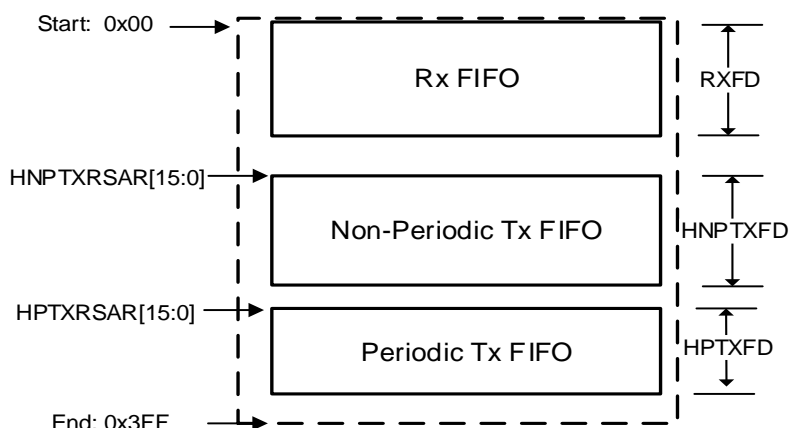 Start: 0x00
Rx FIFO
RXFD
HNPTXRSAR[15:0]
Non-Periodic Tx FIFO
HNPTXFD
HPTXRSAR[15:0]
Periodic Tx FIFO
HPTXFD
End: 0x3FF